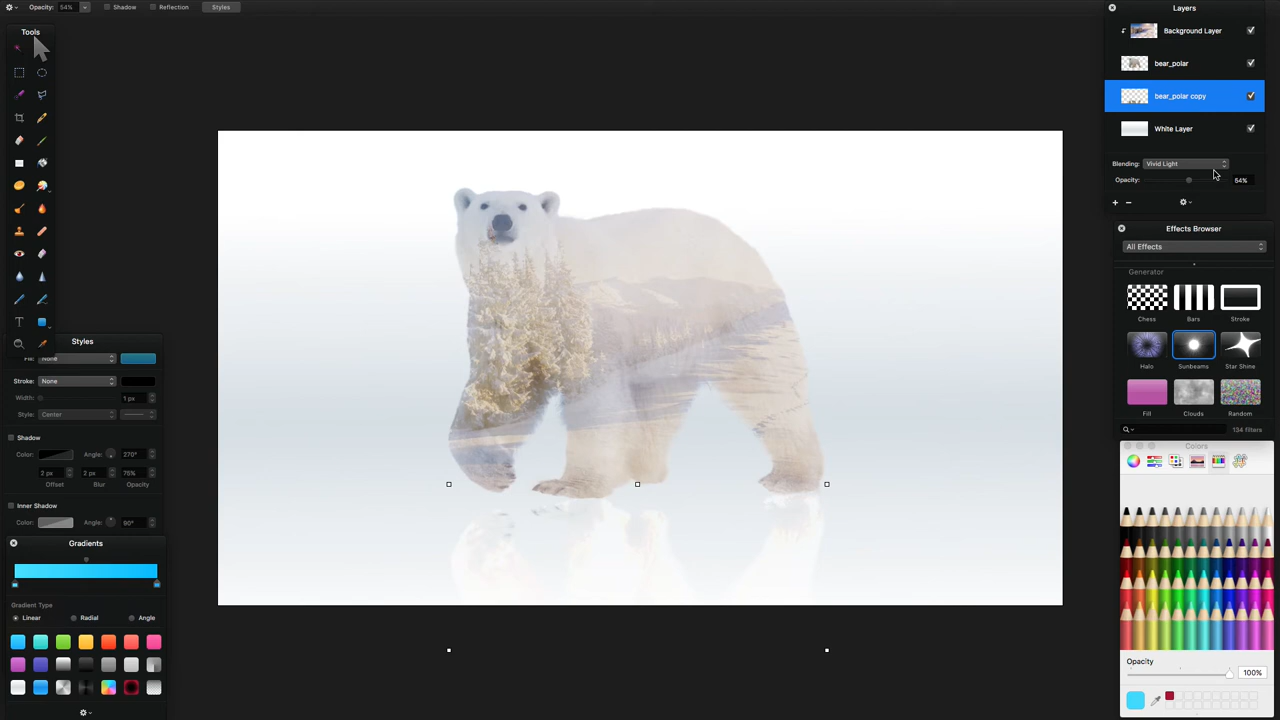 Opacity: 54% Shadow Reflection Styles
Tools
Layers
Background Layer
bear_polar
bear_polar copy
White Layer
Blending: Vivid Light
Opacity: 54%
Effects Browser
All Effects
Generator
Chess Bars Stroke
Halo Sunbeams Star Shine
Fill Clouds Random
134 filters
Colors
Opacity
100%
Styles
Fill: None
Stroke: None
Width: 1 px
Style: Center
Shadow
Color: Angle: 270°
2 px 2 px 75%
Offset Blur Opacity
Inner Shadow
Color: Angle: 90°
Gradients
Gradient Type
Linear Radial Angle